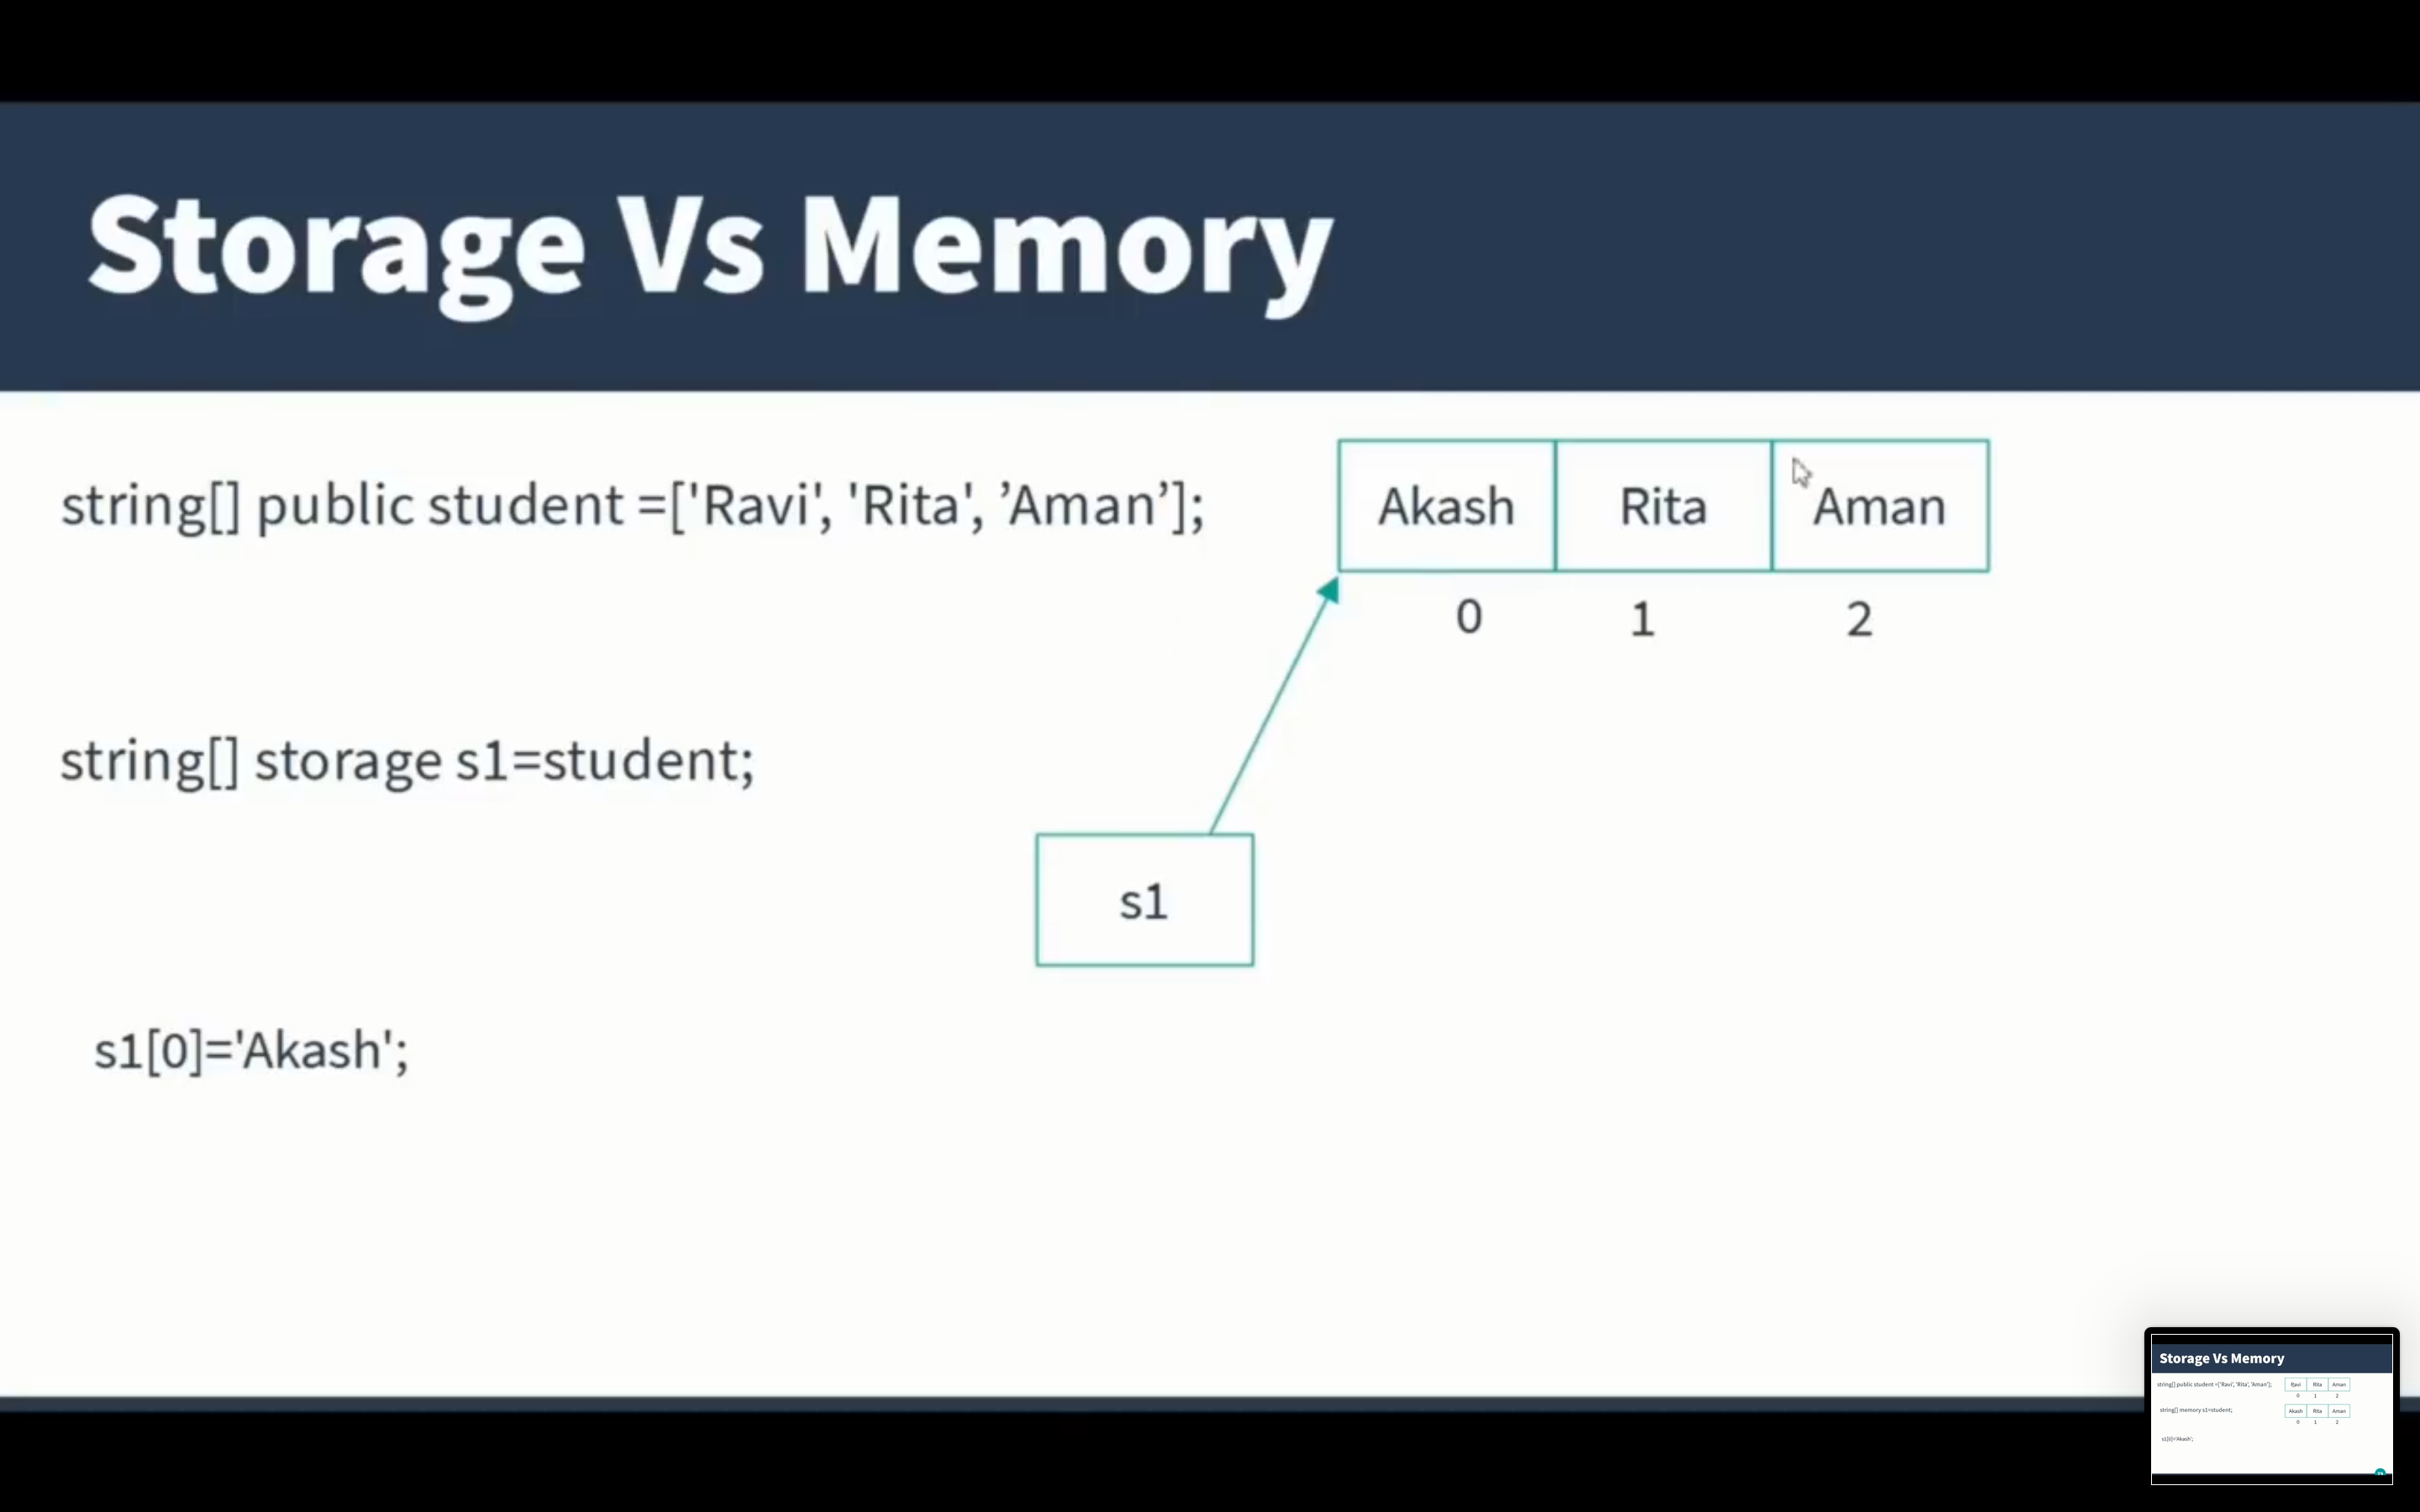 Storage Vs Memory
string[] public student =['Ravi', 'Rita', ’Aman’];
Akash Rita Aman
0 1 2
string[] storage s1=student;
s1
s1[0]='Akash';
Storage Vs Memory
string[] public student =['Ravi', 'Rita', 'Aman'];
Ravi Rita Aman
0 1 2
string[] memory s1=student;
Akash Rita Aman
0 1 2
s1[0]='Akash';